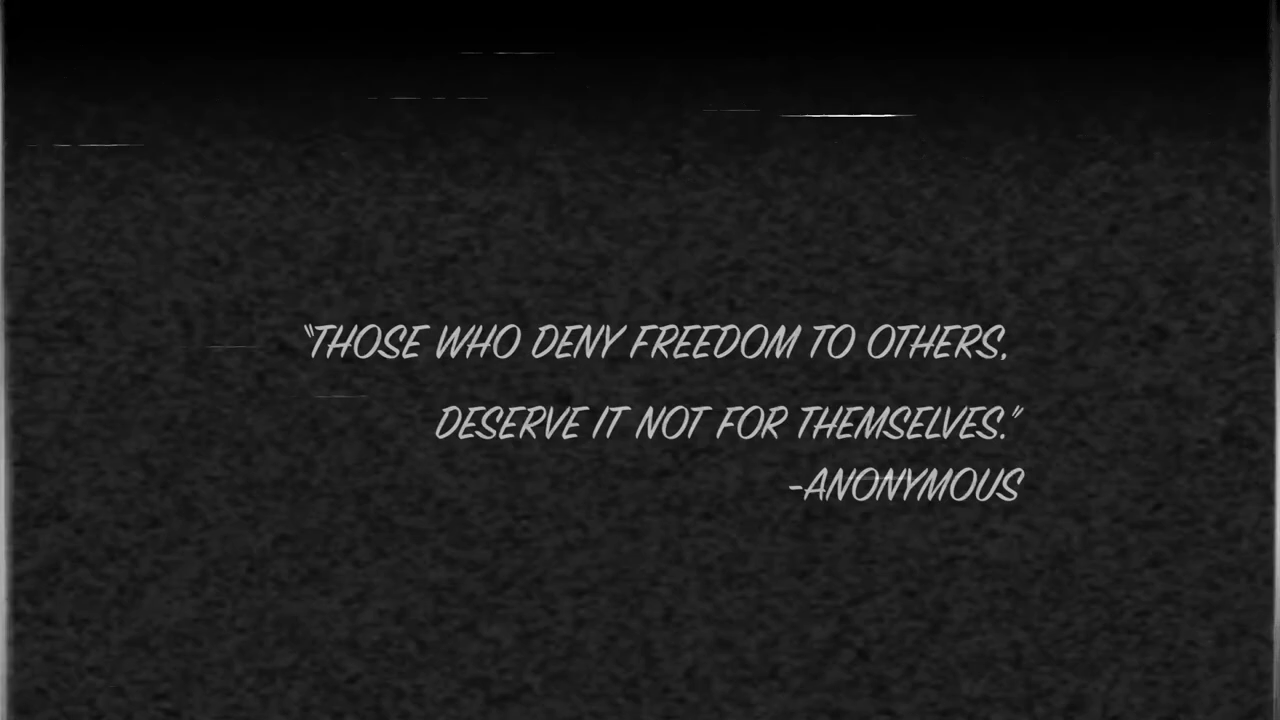 "THOSE WHO DENY FREEDOM TO OTHERS,
DESERVE IT NOT FOR THEMSELVES."
-ANONYMOUS